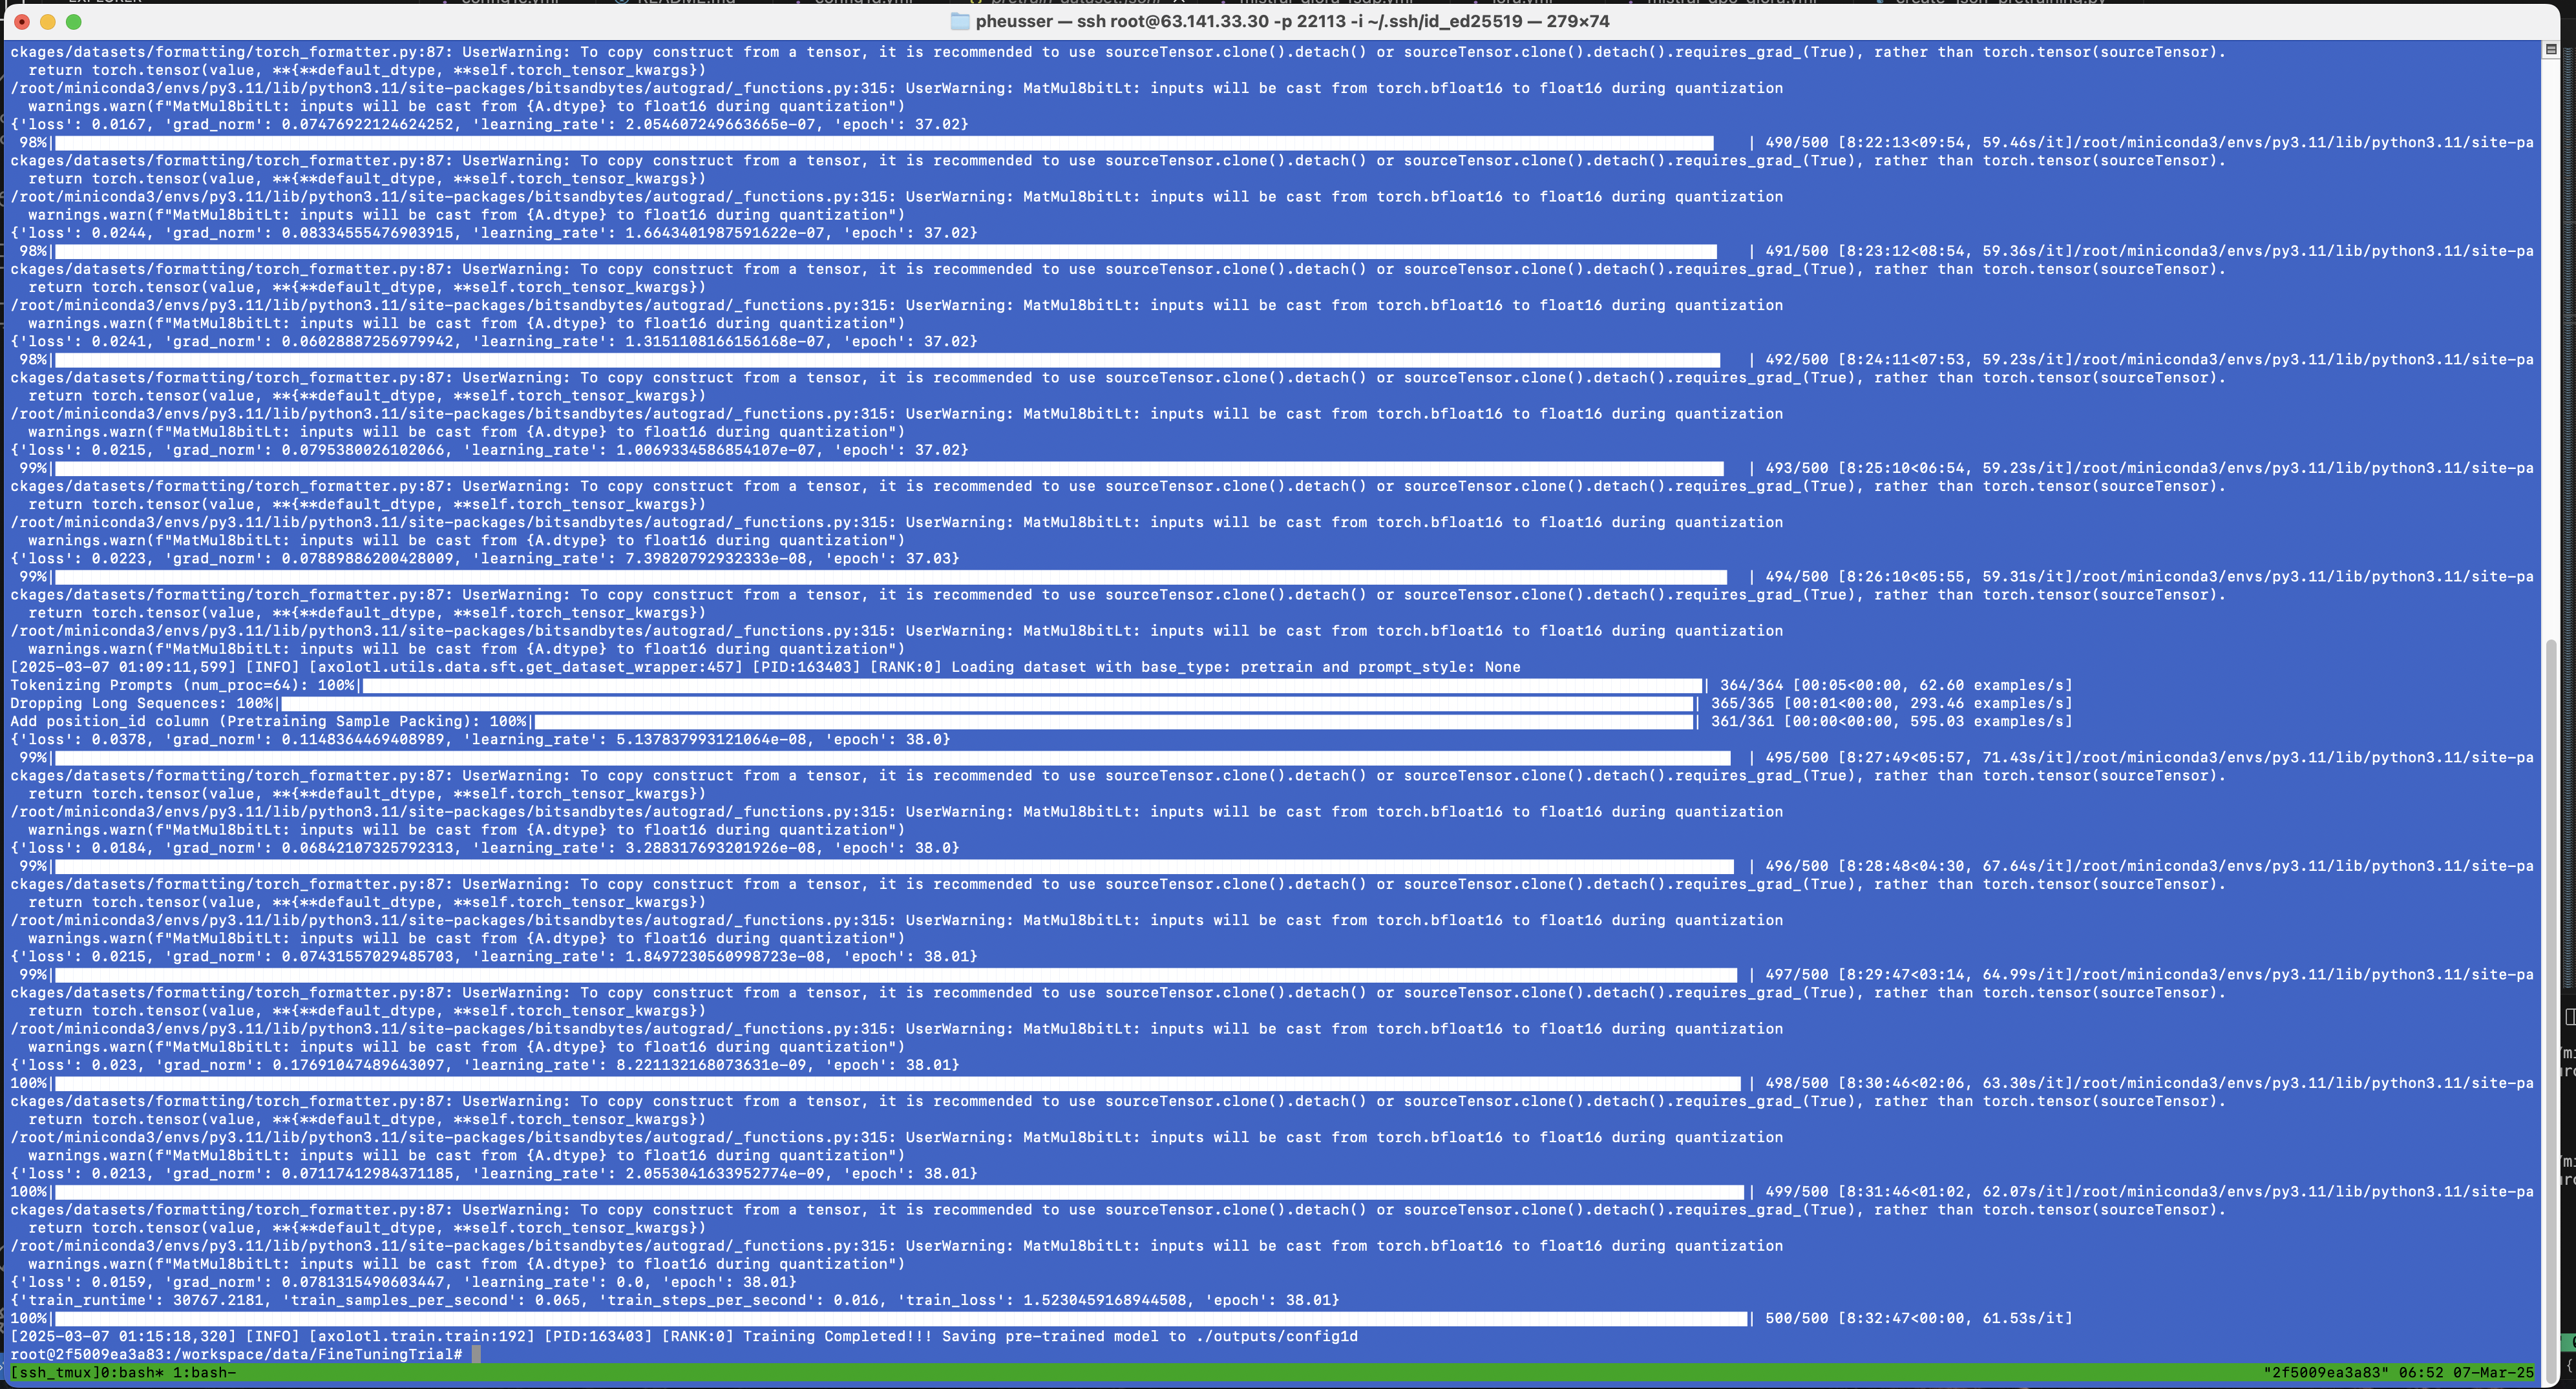 pheusser — ssh root@63.141.33.30 -p 22113 -i ~/.ssh/id_ed25519 — 279×74
ckages/datasets/formatting/torch_formatter.py:87: UserWarning: To copy construct from a tensor, it is recommended to use sourceTensor.clone().detach() or sourceTensor.clone().detach().requires_grad_(True), rather than torch.tensor(sourceTensor).
return torch.tensor(value, **{**default_dtype, **self.torch_tensor_kwargs})
/root/miniconda3/envs/py3.11/lib/python3.11/site-packages/bitsandbytes/autograd/_functions.py:315: UserWarning: MatMul8bitLt: inputs will be cast from torch.bfloat16 to float16 during quantization
warnings.warn(f"MatMul8bitLt: inputs will be cast from {A.dtype} to float16 during quantization")
{'loss': 0.0167, 'grad_norm': 0.07476922124624252, 'learning_rate': 2.054607249663665e-07, 'epoch': 37.02}
98%| | 490/500 [8:22:13<09:54, 59.46s/it]/root/miniconda3/envs/py3.11/lib/python3.11/site-pa
ckages/datasets/formatting/torch_formatter.py:87: UserWarning: To copy construct from a tensor, it is recommended to use sourceTensor.clone().detach() or sourceTensor.clone().detach().requires_grad_(True), rather than torch.tensor(sourceTensor).
return torch.tensor(value, **{**default_dtype, **self.torch_tensor_kwargs})
/root/miniconda3/envs/py3.11/lib/python3.11/site-packages/bitsandbytes/autograd/_functions.py:315: UserWarning: MatMul8bitLt: inputs will be cast from torch.bfloat16 to float16 during quantization
warnings.warn(f"MatMul8bitLt: inputs will be cast from {A.dtype} to float16 during quantization")
{'loss': 0.0244, 'grad_norm': 0.08334555476903915, 'learning_rate': 1.6643401987591622e-07, 'epoch': 37.02}
98%| | 491/500 [8:23:12<08:54, 59.36s/it]/root/miniconda3/envs/py3.11/lib/python3.11/site-pa
ckages/datasets/formatting/torch_formatter.py:87: UserWarning: To copy construct from a tensor, it is recommended to use sourceTensor.clone().detach() or sourceTensor.clone().detach().requires_grad_(True), rather than torch.tensor(sourceTensor).
return torch.tensor(value, **{**default_dtype, **self.torch_tensor_kwargs})
/root/miniconda3/envs/py3.11/lib/python3.11/site-packages/bitsandbytes/autograd/_functions.py:315: UserWarning: MatMul8bitLt: inputs will be cast from torch.bfloat16 to float16 during quantization
warnings.warn(f"MatMul8bitLt: inputs will be cast from {A.dtype} to float16 during quantization")
{'loss': 0.0241, 'grad_norm': 0.06028887256979942, 'learning_rate': 1.3151108166156168e-07, 'epoch': 37.02}
98%| | 492/500 [8:24:11<07:53, 59.23s/it]/root/miniconda3/envs/py3.11/lib/python3.11/site-pa
ckages/datasets/formatting/torch_formatter.py:87: UserWarning: To copy construct from a tensor, it is recommended to use sourceTensor.clone().detach() or sourceTensor.clone().detach().requires_grad_(True), rather than torch.tensor(sourceTensor).
return torch.tensor(value, **{**default_dtype, **self.torch_tensor_kwargs})
/root/miniconda3/envs/py3.11/lib/python3.11/site-packages/bitsandbytes/autograd/_functions.py:315: UserWarning: MatMul8bitLt: inputs will be cast from torch.bfloat16 to float16 during quantization
warnings.warn(f"MatMul8bitLt: inputs will be cast from {A.dtype} to float16 during quantization")
{'loss': 0.0215, 'grad_norm': 0.0795380026102066, 'learning_rate': 1.0069334586854107e-07, 'epoch': 37.02}
99%| | 493/500 [8:25:10<06:54, 59.23s/it]/root/miniconda3/envs/py3.11/lib/python3.11/site-pa
ckages/datasets/formatting/torch_formatter.py:87: UserWarning: To copy construct from a tensor, it is recommended to use sourceTensor.clone().detach() or sourceTensor.clone().detach().requires_grad_(True), rather than torch.tensor(sourceTensor).
return torch.tensor(value, **{**default_dtype, **self.torch_tensor_kwargs})
/root/miniconda3/envs/py3.11/lib/python3.11/site-packages/bitsandbytes/autograd/_functions.py:315: UserWarning: MatMul8bitLt: inputs will be cast from torch.bfloat16 to float16 during quantization
warnings.warn(f"MatMul8bitLt: inputs will be cast from {A.dtype} to float16 during quantization")
{'loss': 0.0223, 'grad_norm': 0.07889886200428009, 'learning_rate': 7.39820792932333e-08, 'epoch': 37.03}
99%| | 494/500 [8:26:10<05:55, 59.31s/it]/root/miniconda3/envs/py3.11/lib/python3.11/site-pa
ckages/datasets/formatting/torch_formatter.py:87: UserWarning: To copy construct from a tensor, it is recommended to use sourceTensor.clone().detach() or sourceTensor.clone().detach().requires_grad_(True), rather than torch.tensor(sourceTensor).
return torch.tensor(value, **{**default_dtype, **self.torch_tensor_kwargs})
/root/miniconda3/envs/py3.11/lib/python3.11/site-packages/bitsandbytes/autograd/_functions.py:315: UserWarning: MatMul8bitLt: inputs will be cast from torch.bfloat16 to float16 during quantization
warnings.warn(f"MatMul8bitLt: inputs will be cast from {A.dtype} to float16 during quantization")
[2025-03-07 01:09:11,599] [INFO] [axolotl.utils.data.sft.get_dataset_wrapper:457] [PID:163403] [RANK:0] Loading dataset with base_type: pretrain and prompt_style: None
Tokenizing Prompts (num_proc=64): 100%| | 364/364 [00:05<00:00, 62.60 examples/s]
Dropping Long Sequences: 100%| | 365/365 [00:01<00:00, 293.46 examples/s]
Add position_id column (Pretraining Sample Packing): 100%| | 361/361 [00:00<00:00, 595.03 examples/s]
{'loss': 0.0378, 'grad_norm': 0.1148364469408989, 'learning_rate': 5.137837993121064e-08, 'epoch': 38.0}
99%| | 495/500 [8:27:49<05:57, 71.43s/it]/root/miniconda3/envs/py3.11/lib/python3.11/site-pa
ckages/datasets/formatting/torch_formatter.py:87: UserWarning: To copy construct from a tensor, it is recommended to use sourceTensor.clone().detach() or sourceTensor.clone().detach().requires_grad_(True), rather than torch.tensor(sourceTensor).
return torch.tensor(value, **{**default_dtype, **self.torch_tensor_kwargs})
/root/miniconda3/envs/py3.11/lib/python3.11/site-packages/bitsandbytes/autograd/_functions.py:315: UserWarning: MatMul8bitLt: inputs will be cast from torch.bfloat16 to float16 during quantization
warnings.warn(f"MatMul8bitLt: inputs will be cast from {A.dtype} to float16 during quantization")
{'loss': 0.0184, 'grad_norm': 0.06842107325792313, 'learning_rate': 3.288317693201926e-08, 'epoch': 38.0}
99%| | 496/500 [8:28:48<04:30, 67.64s/it]/root/miniconda3/envs/py3.11/lib/python3.11/site-pa
ckages/datasets/formatting/torch_formatter.py:87: UserWarning: To copy construct from a tensor, it is recommended to use sourceTensor.clone().detach() or sourceTensor.clone().detach().requires_grad_(True), rather than torch.tensor(sourceTensor).
return torch.tensor(value, **{**default_dtype, **self.torch_tensor_kwargs})
/root/miniconda3/envs/py3.11/lib/python3.11/site-packages/bitsandbytes/autograd/_functions.py:315: UserWarning: MatMul8bitLt: inputs will be cast from torch.bfloat16 to float16 during quantization
warnings.warn(f"MatMul8bitLt: inputs will be cast from {A.dtype} to float16 during quantization")
{'loss': 0.0215, 'grad_norm': 0.07431557029485703, 'learning_rate': 1.8497230560998723e-08, 'epoch': 38.01}
99%| | 497/500 [8:29:47<03:14, 64.99s/it]/root/miniconda3/envs/py3.11/lib/python3.11/site-pa
ckages/datasets/formatting/torch_formatter.py:87: UserWarning: To copy construct from a tensor, it is recommended to use sourceTensor.clone().detach() or sourceTensor.clone().detach().requires_grad_(True), rather than torch.tensor(sourceTensor).
return torch.tensor(value, **{**default_dtype, **self.torch_tensor_kwargs})
/root/miniconda3/envs/py3.11/lib/python3.11/site-packages/bitsandbytes/autograd/_functions.py:315: UserWarning: MatMul8bitLt: inputs will be cast from torch.bfloat16 to float16 during quantization
warnings.warn(f"MatMul8bitLt: inputs will be cast from {A.dtype} to float16 during quantization")
{'loss': 0.023, 'grad_norm': 0.17691047489643097, 'learning_rate': 8.221132168073631e-09, 'epoch': 38.01}
100%| | 498/500 [8:30:46<02:06, 63.30s/it]/root/miniconda3/envs/py3.11/lib/python3.11/site-pa
ckages/datasets/formatting/torch_formatter.py:87: UserWarning: To copy construct from a tensor, it is recommended to use sourceTensor.clone().detach() or sourceTensor.clone().detach().requires_grad_(True), rather than torch.tensor(sourceTensor).
return torch.tensor(value, **{**default_dtype, **self.torch_tensor_kwargs})
/root/miniconda3/envs/py3.11/lib/python3.11/site-packages/bitsandbytes/autograd/_functions.py:315: UserWarning: MatMul8bitLt: inputs will be cast from torch.bfloat16 to float16 during quantization
warnings.warn(f"MatMul8bitLt: inputs will be cast from {A.dtype} to float16 during quantization")
{'loss': 0.0213, 'grad_norm': 0.07117412984371185, 'learning_rate': 2.0553041633952774e-09, 'epoch': 38.01}
100%| | 499/500 [8:31:46<01:02, 62.07s/it]/root/miniconda3/envs/py3.11/lib/python3.11/site-pa
ckages/datasets/formatting/torch_formatter.py:87: UserWarning: To copy construct from a tensor, it is recommended to use sourceTensor.clone().detach() or sourceTensor.clone().detach().requires_grad_(True), rather than torch.tensor(sourceTensor).
return torch.tensor(value, **{**default_dtype, **self.torch_tensor_kwargs})
/root/miniconda3/envs/py3.11/lib/python3.11/site-packages/bitsandbytes/autograd/_functions.py:315: UserWarning: MatMul8bitLt: inputs will be cast from torch.bfloat16 to float16 during quantization
warnings.warn(f"MatMul8bitLt: inputs will be cast from {A.dtype} to float16 during quantization")
{'loss': 0.0159, 'grad_norm': 0.0781315490603447, 'learning_rate': 0.0, 'epoch': 38.01}
{'train_runtime': 30767.2181, 'train_samples_per_second': 0.065, 'train_steps_per_second': 0.016, 'train_loss': 1.5230459168944508, 'epoch': 38.01}
100%| | 500/500 [8:32:47<00:00, 61.53s/it]
[2025-03-07 01:15:18,320] [INFO] [axolotl.train.train:192] [PID:163403] [RANK:0] Training Completed!!! Saving pre-trained model to ./outputs/config1d
root@2f5009ea3a83:/workspace/data/FineTuningTrial#
[ssh_tmux]0:bash* 1:bash- "2f5009ea3a83" 06:52 07-Mar-25